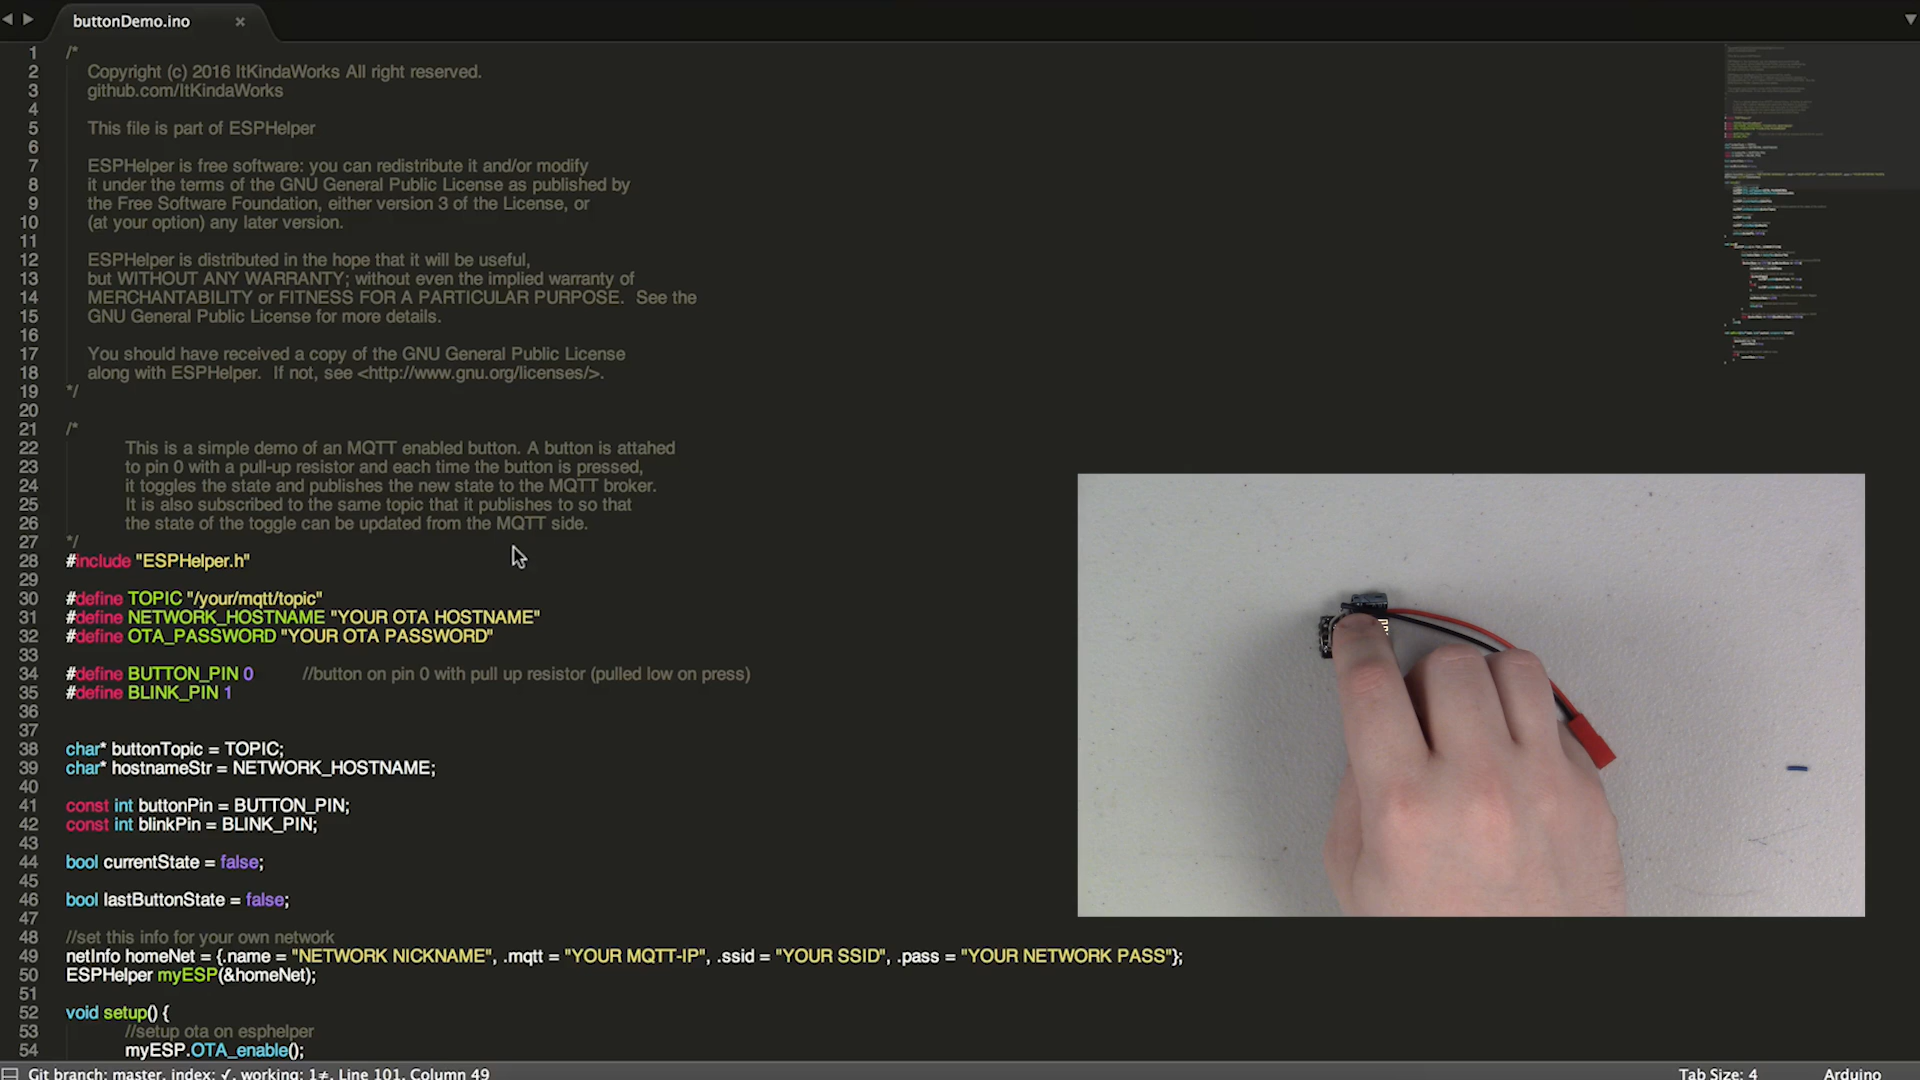 buttonDemo.ino ×
1 /*
2 Copyright (c) 2016 ItKindaWorks All right reserved.
3 github.com/ItKindaWorks
4
5 This file is part of ESPHelper
6
7 ESPHelper is free software: you can redistribute it and/or modify
8 it under the terms of the GNU General Public License as published by
9 the Free Software Foundation, either version 3 of the License, or
10 (at your option) any later version.
11
12 ESPHelper is distributed in the hope that it will be useful,
13 but WITHOUT ANY WARRANTY; without even the implied warranty of
14 MERCHANTABILITY or FITNESS FOR A PARTICULAR PURPOSE.  See the
15 GNU General Public License for more details.
16
17 You should have received a copy of the GNU General Public License
18 along with ESPHelper.  If not, see <http://www.gnu.org/licenses/>.
19 */
20
21 /*
22 This is a simple demo of an MQTT enabled button. A button is attahed
23 to pin 0 with a pull-up resistor and each time the button is pressed,
24 it toggles the state and publishes the new state to the MQTT broker.
25 It is also subscribed to the same topic that it publishes to so that
26 the state of the toggle can be updated from the MQTT side.
27 */
28 #include "ESPHelper.h"
29
30 #define TOPIC "/your/mqtt/topic"
31 #define NETWORK_HOSTNAME "YOUR OTA HOSTNAME"
32 #define OTA_PASSWORD "YOUR OTA PASSWORD"
33
34 #define BUTTON_PIN 0 //button on pin 0 with pull up resistor (pulled low on press)
35 #define BLINK_PIN 1
36
37
38 char* buttonTopic = TOPIC;
39 char* hostnameStr = NETWORK_HOSTNAME;
40
41 const int buttonPin = BUTTON_PIN;
42 const int blinkPin = BLINK_PIN;
43
44 bool currentState = false;
45
46 bool lastButtonState = false;
47
48 //set this info for your own network
49 netInfo homeNet = {.name = "NETWORK NICKNAME", .mqtt = "YOUR MQTT-IP", .ssid = "YOUR SSID", .pass = "YOUR NETWORK PASS"};
50 ESPHelper myESP(&homeNet);
51
52 void setup() {
53 //setup ota on esphelper
54 myESP.OTA_enable();
Git branch: master, index: ✓, working: 1≠, Line 101, Column 49 Tab Size: 4 Arduino